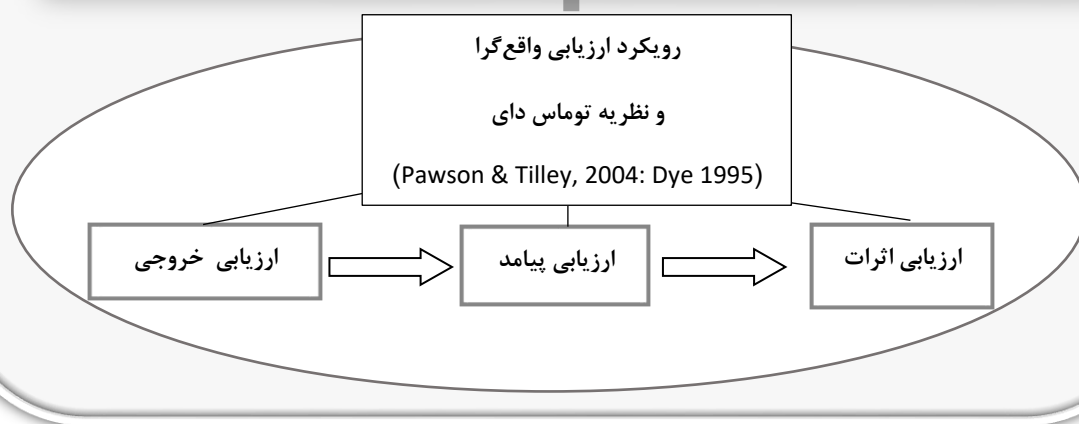 رویکرد ارزیابی واقع‌گرا
و نظریه توماس دای
(Pawson & Tilley, 2004: Dye 1995)
ارزیابی خروجی
ارزیابی پیامد
ارزیابی اثرات